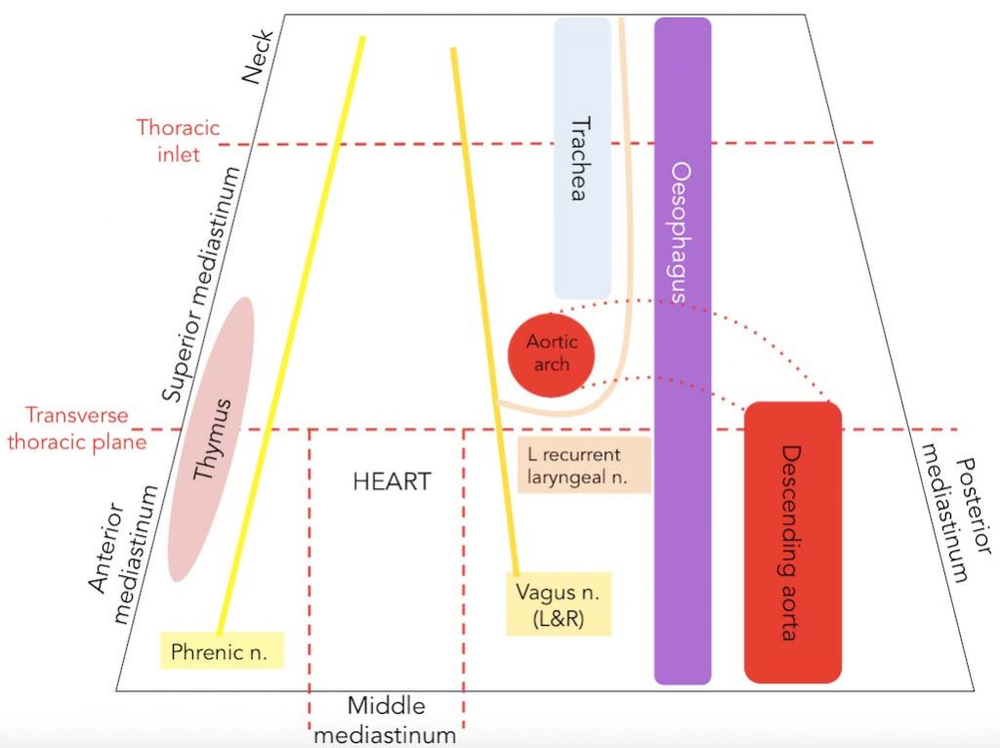 Neck
Thoracic
inlet
Trachea
Oesophagus
Superior mediastinum
Aortic
arch
Thymus
Transverse
thoracic plane
L recurrent
laryngeal n.
HEART
Descending aorta
Posterior
mediastinum
Anterior
mediastinum
Vagus n.
(L&R)
Phrenic n.
Middle
mediastinum